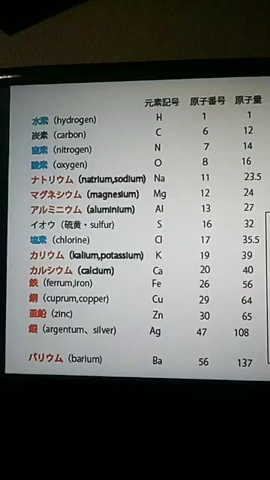 元素記号 原子番号 原子量
水素 (hydrogen) H 1 1
炭素 (carbon) C 6 12
窒素 (nitrogen) N 7 14
酸素 (oxygen) O 8 16
ナトリウム (natrium,sodium) Na 11 23.5
マグネシウム (magnesium) Mg 12 24
アルミニウム (aluminium) Al 13 27
イオウ (硫黄・sulfur) S 16 32
塩素 (chlorine) Cl 17 35.5
カリウム (kalium,potassium) K 19 39
カルシウム (calcium) Ca 20 40
鉄 (ferrum,iron) Fe 26 56
銅 (cuprum,copper) Cu 29 64
亜鉛 (zinc) Zn 30 65
銀 (argentum、silver) Ag 47 108
バリウム (barium) Ba 56 137